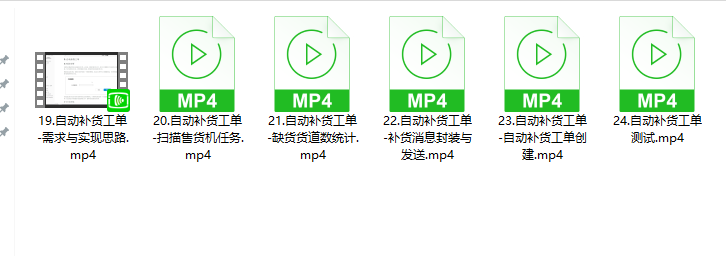 MP4
MP4
MP4
MP4
MP4
19.自动补货工单
-需求与实现思路.
mp4
20.自动补货工单
-扫描售货机任务.
mp4
21.自动补货工单
-缺货货道数统计.
mp4
22.自动补货工单
-补货消息封装与
发送.mp4
23.自动补货工单
-自动补货工单创
建.mp4
24.自动补货工单
测试.mp4